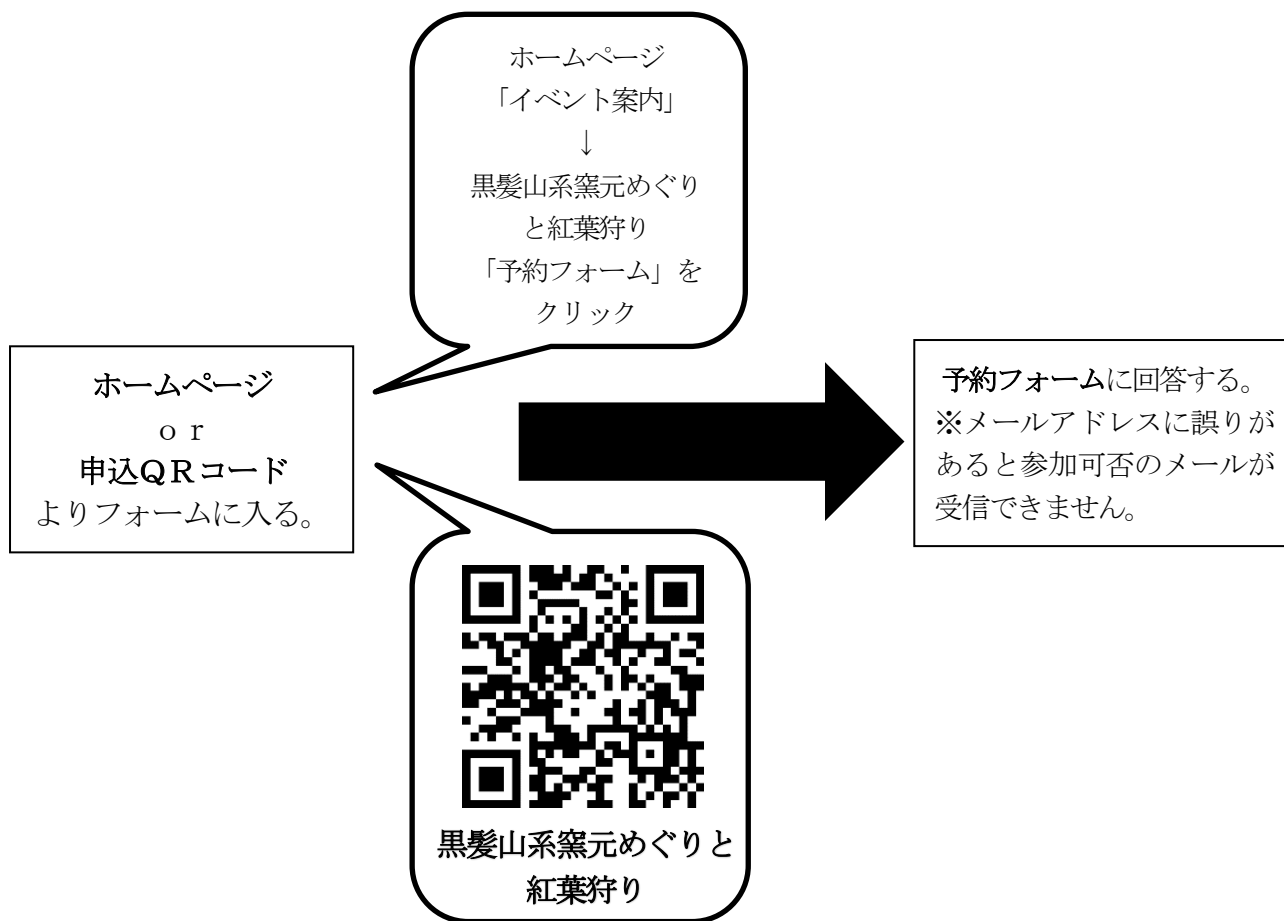 ホームページ
「イベント案内」
↓
黒髪山系窯元めぐり
と紅葉狩り
「予約フォーム」を
クリック
ホームページ
ｏｒ
申込ＱＲコード
よりフォームに入る。
予約フォームに回答する。
※メールアドレスに誤りが
あると参加可否のメールが
受信できません。
黒髪山系窯元めぐりと
紅葉狩り